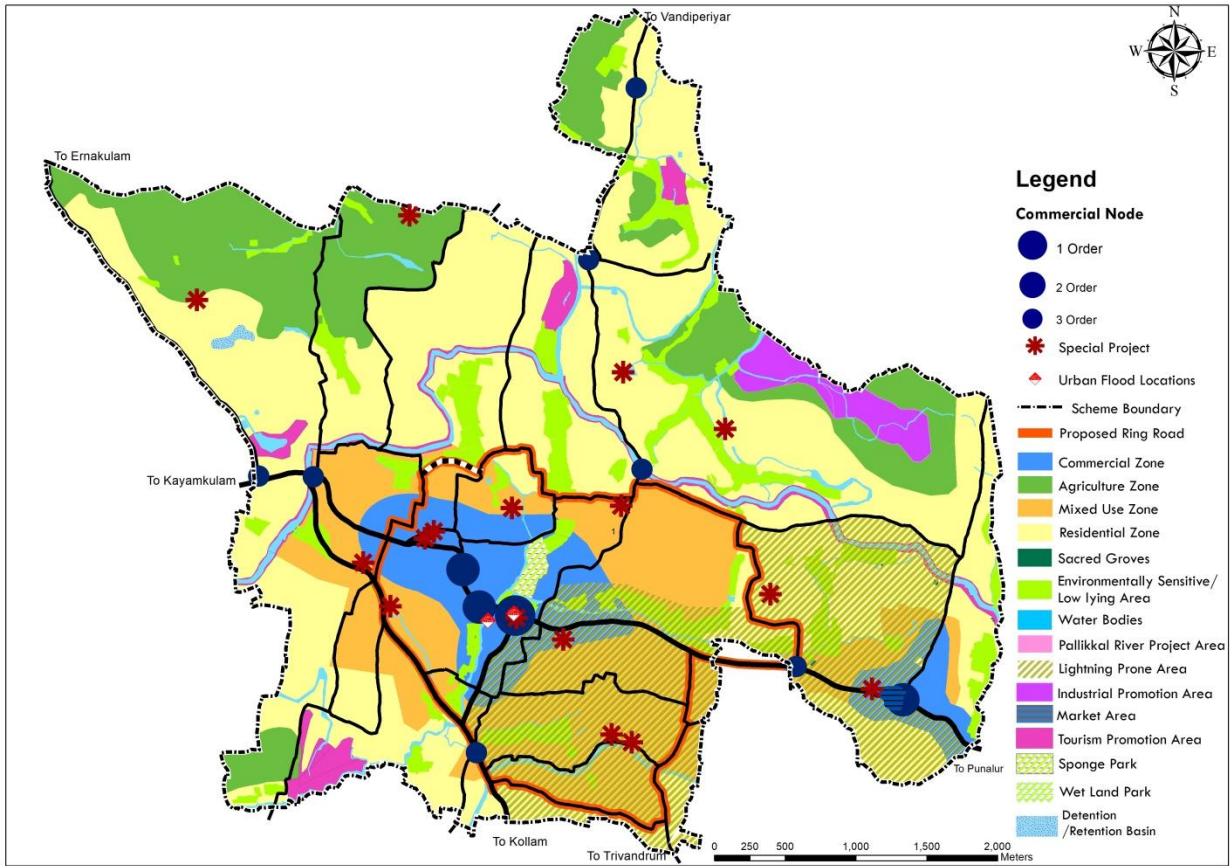 To Vandiperiyar
N
W E
S
To Ernakulam
To Kayamkulam
1
To Punalur
To Kollam
To Trivandrum
Legend
Commercial Node
1 Order
2 Order
3 Order
Special Project
Urban Flood Locations
Scheme Boundary
Proposed Ring Road
Commercial Zone
Agriculture Zone
Mixed Use Zone
Residential Zone
Sacred Groves
Environmentally Sensitive/
Low lying Area
Water Bodies
Pallikkal River Project Area
Lightning Prone Area
Industrial Promotion Area
Market Area
Tourism Promotion Area
Sponge Park
Wet Land Park
Detention
/Retention Basin
0 250 500 1,000 1,500 2,000
Meters